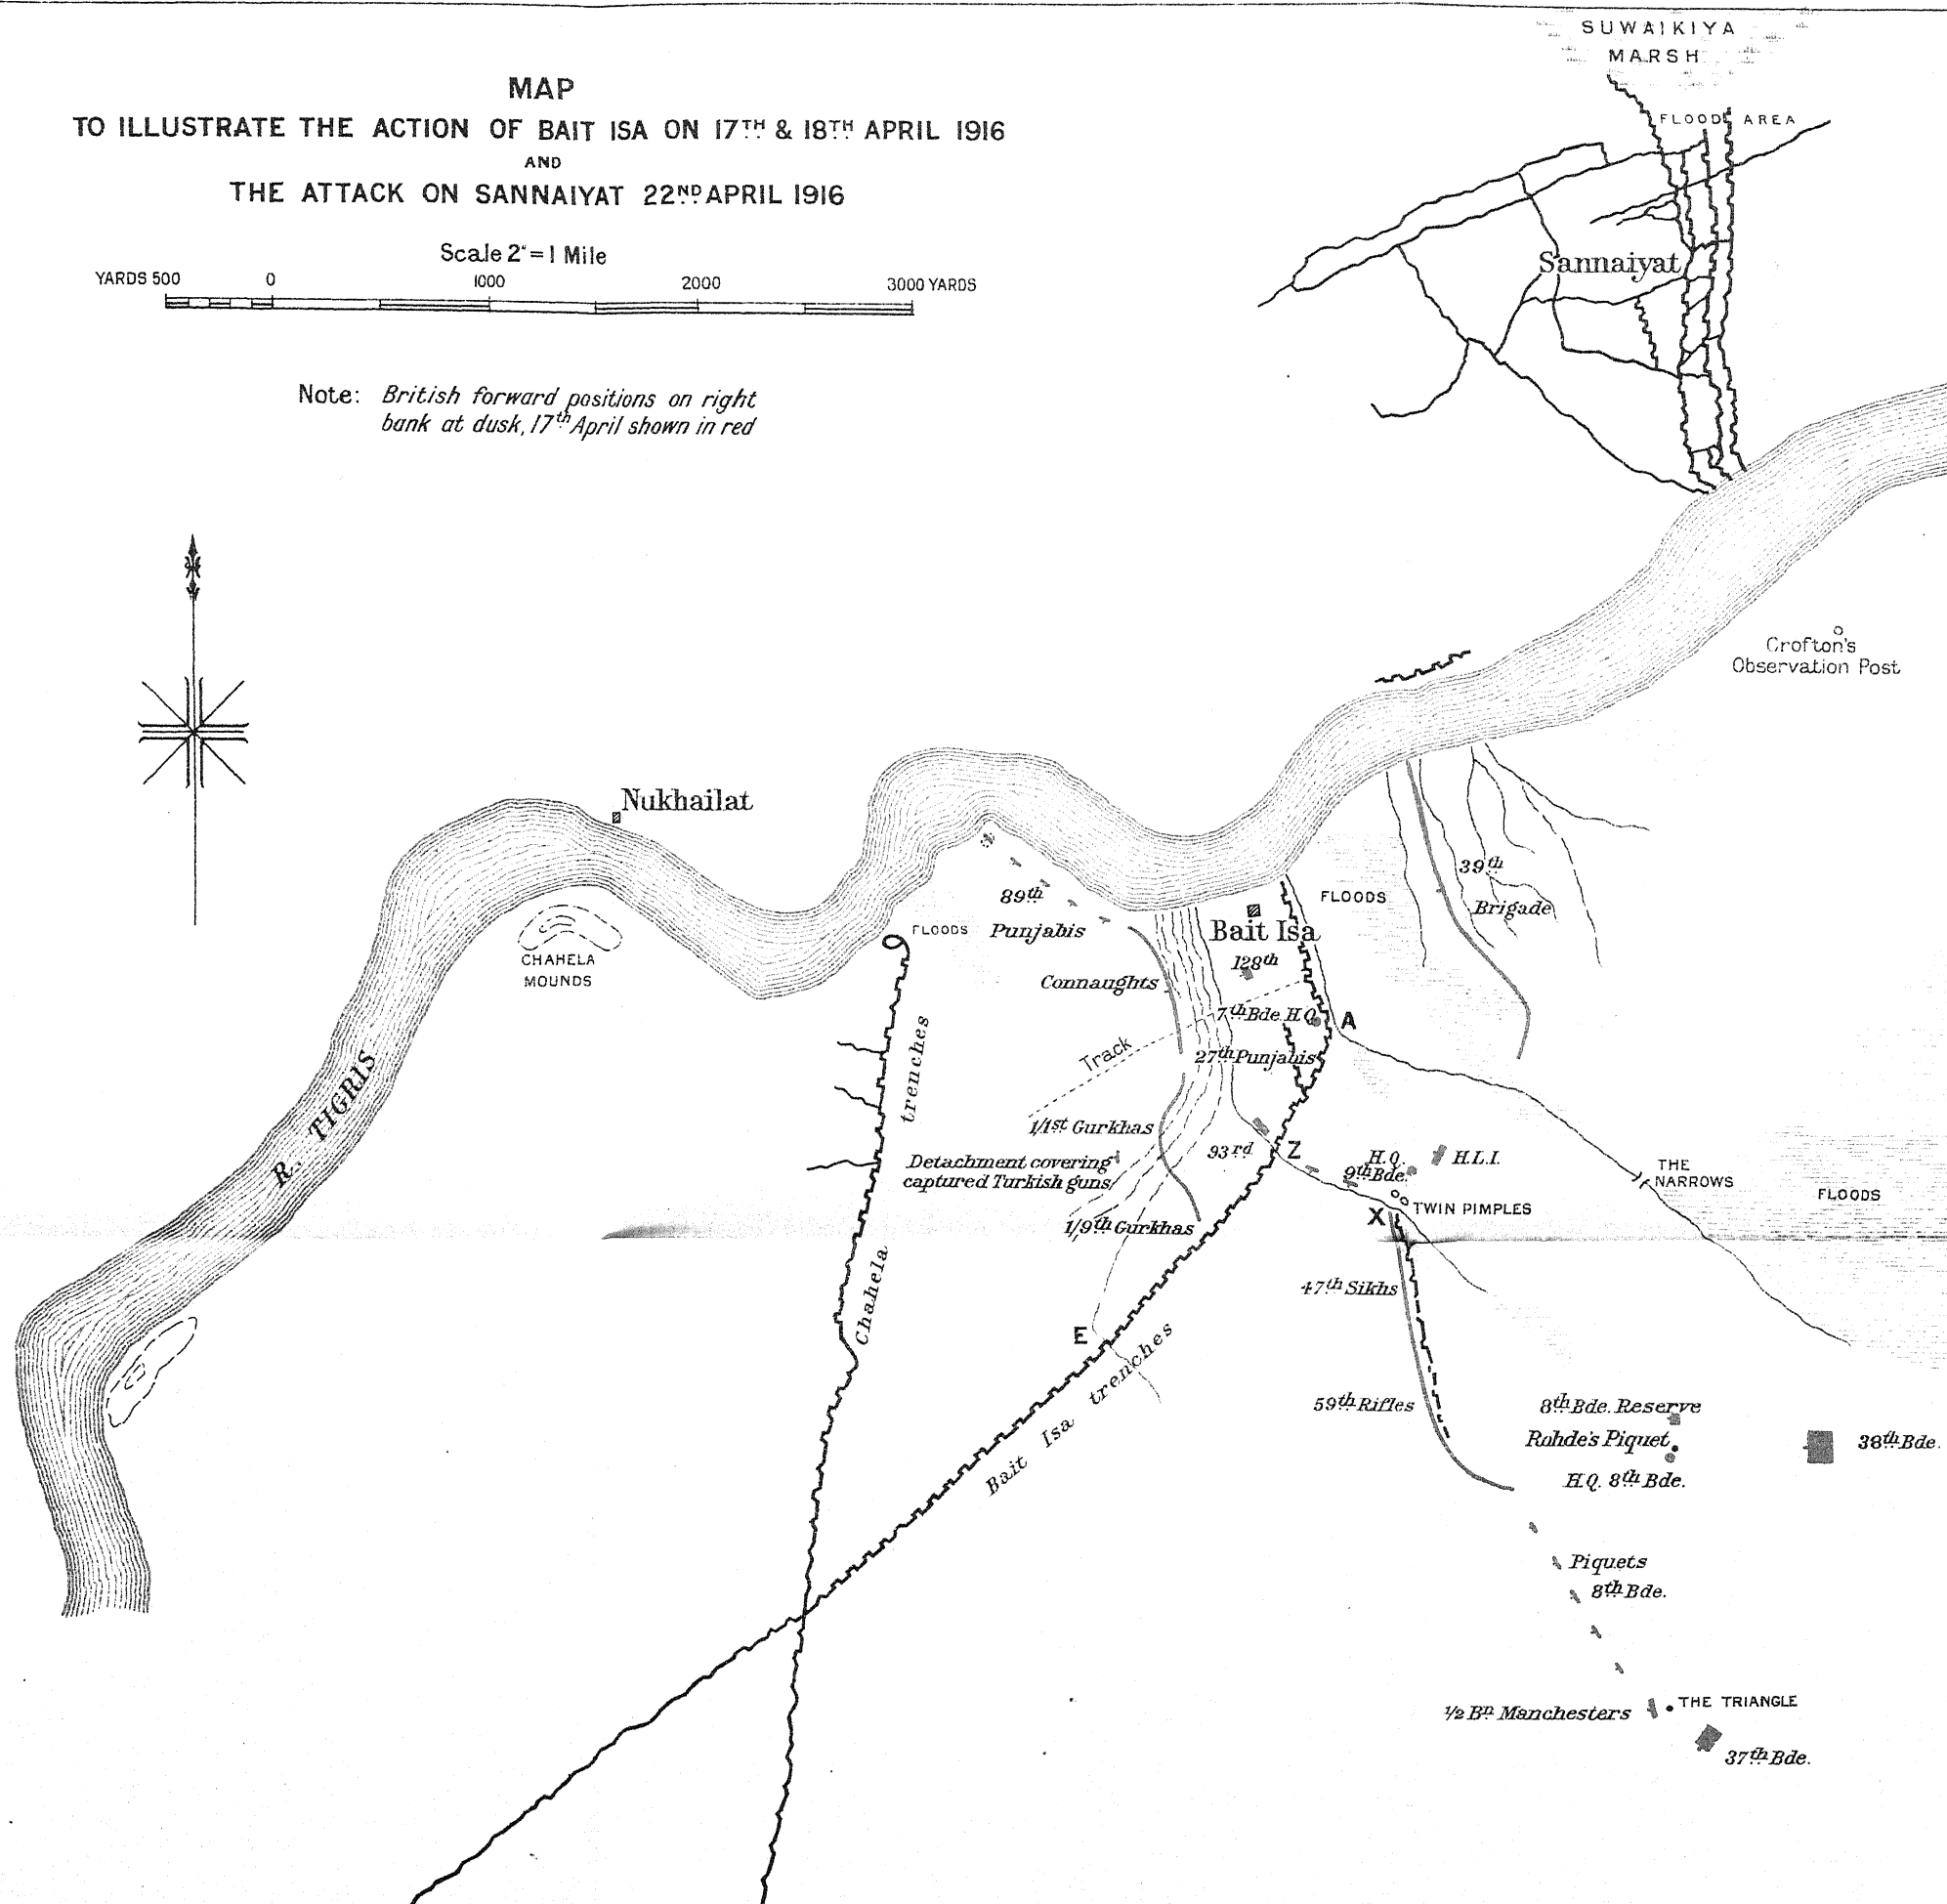 MAP
TO ILLUSTRATE THE ACTION OF BAIT ISA ON 17TH & 18TH APRIL 1916
AND
THE ATTACK ON SANNAIYAT 22ND APRIL 1916
Scale 2" = 1 Mile
YARDS 500 0 1000 2000 3000 YARDS
Note: British forward positions on right
bank at dusk, 17th April shown in red
SUWAIKIYA
MARSH
FLOOD AREA
Sannaiyat
Crofton's
Observation Post
Nukhailat
CHAHELA
MOUNDS
R. TIGRIS
FLOODS
89th
Punjabis
Connaughts
Bait Isa
128th
FLOODS
39th
Brigade
7th Bde. H.Q.
A
27th Punjabis
Track
trenches
Chahela
1/1st Gurkhas
93rd
Z
Detachment covering
captured Turkish guns
1/9th Gurkhas
H.Q.
9th Bde.
H.L.I.
TWIN PIMPLES
X
THE
NARROWS
FLOODS
47th Sikhs
E
Bait Isa trenches
59th Rifles
8th Bde. Reserve
Rohde's Piquet
H.Q. 8th Bde.
38th Bde.
Piquets
8th Bde.
1/2 Bn Manchesters
THE TRIANGLE
37th Bde.